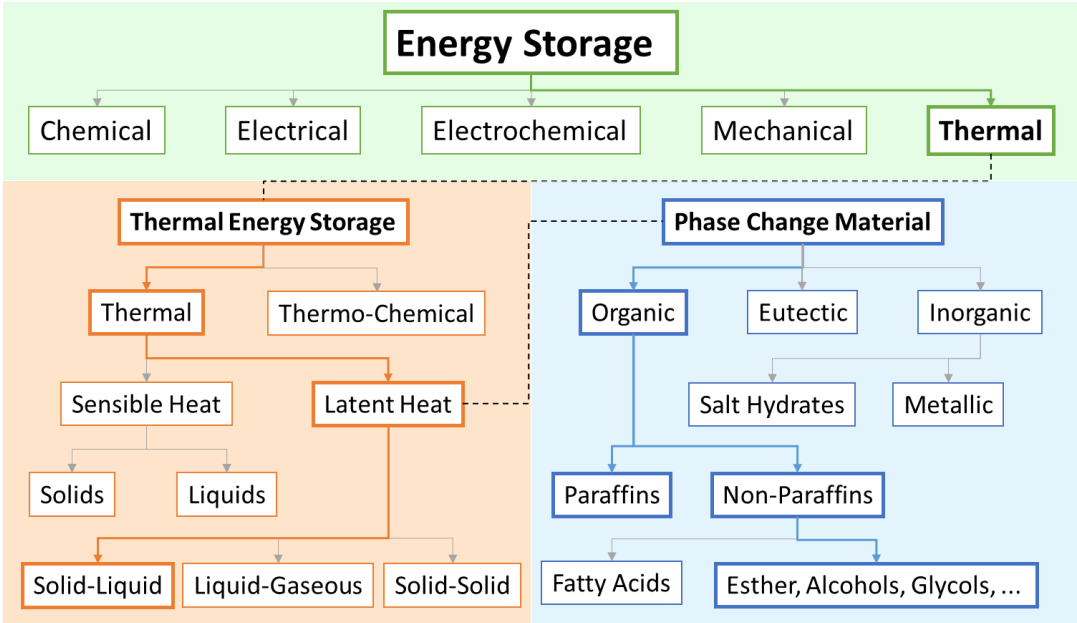 Energy Storage
Chemical
Electrical
Electrochemical
Mechanical
Thermal
Thermal Energy Storage
Phase Change Material
Thermal
Thermo-Chemical
Organic
Eutectic
Inorganic
Sensible Heat
Latent Heat
Salt Hydrates
Metallic
Solids
Liquids
Paraffins
Non-Paraffins
Solid-Liquid
Liquid-Gaseous
Solid-Solid
Fatty Acids
Esther, Alcohols, Glycols, ...